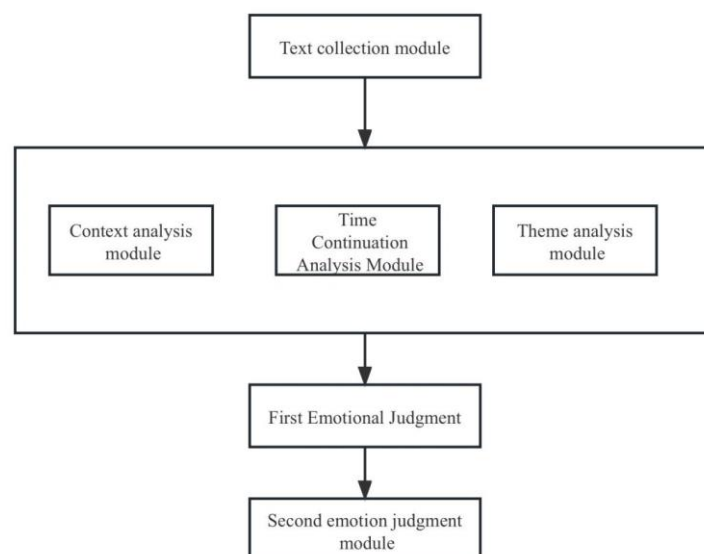 Text collection module
Context analysis
module
Time
Continuation
Analysis Module
Theme analysis
module
First Emotional Judgment
Second emotion judgment
module